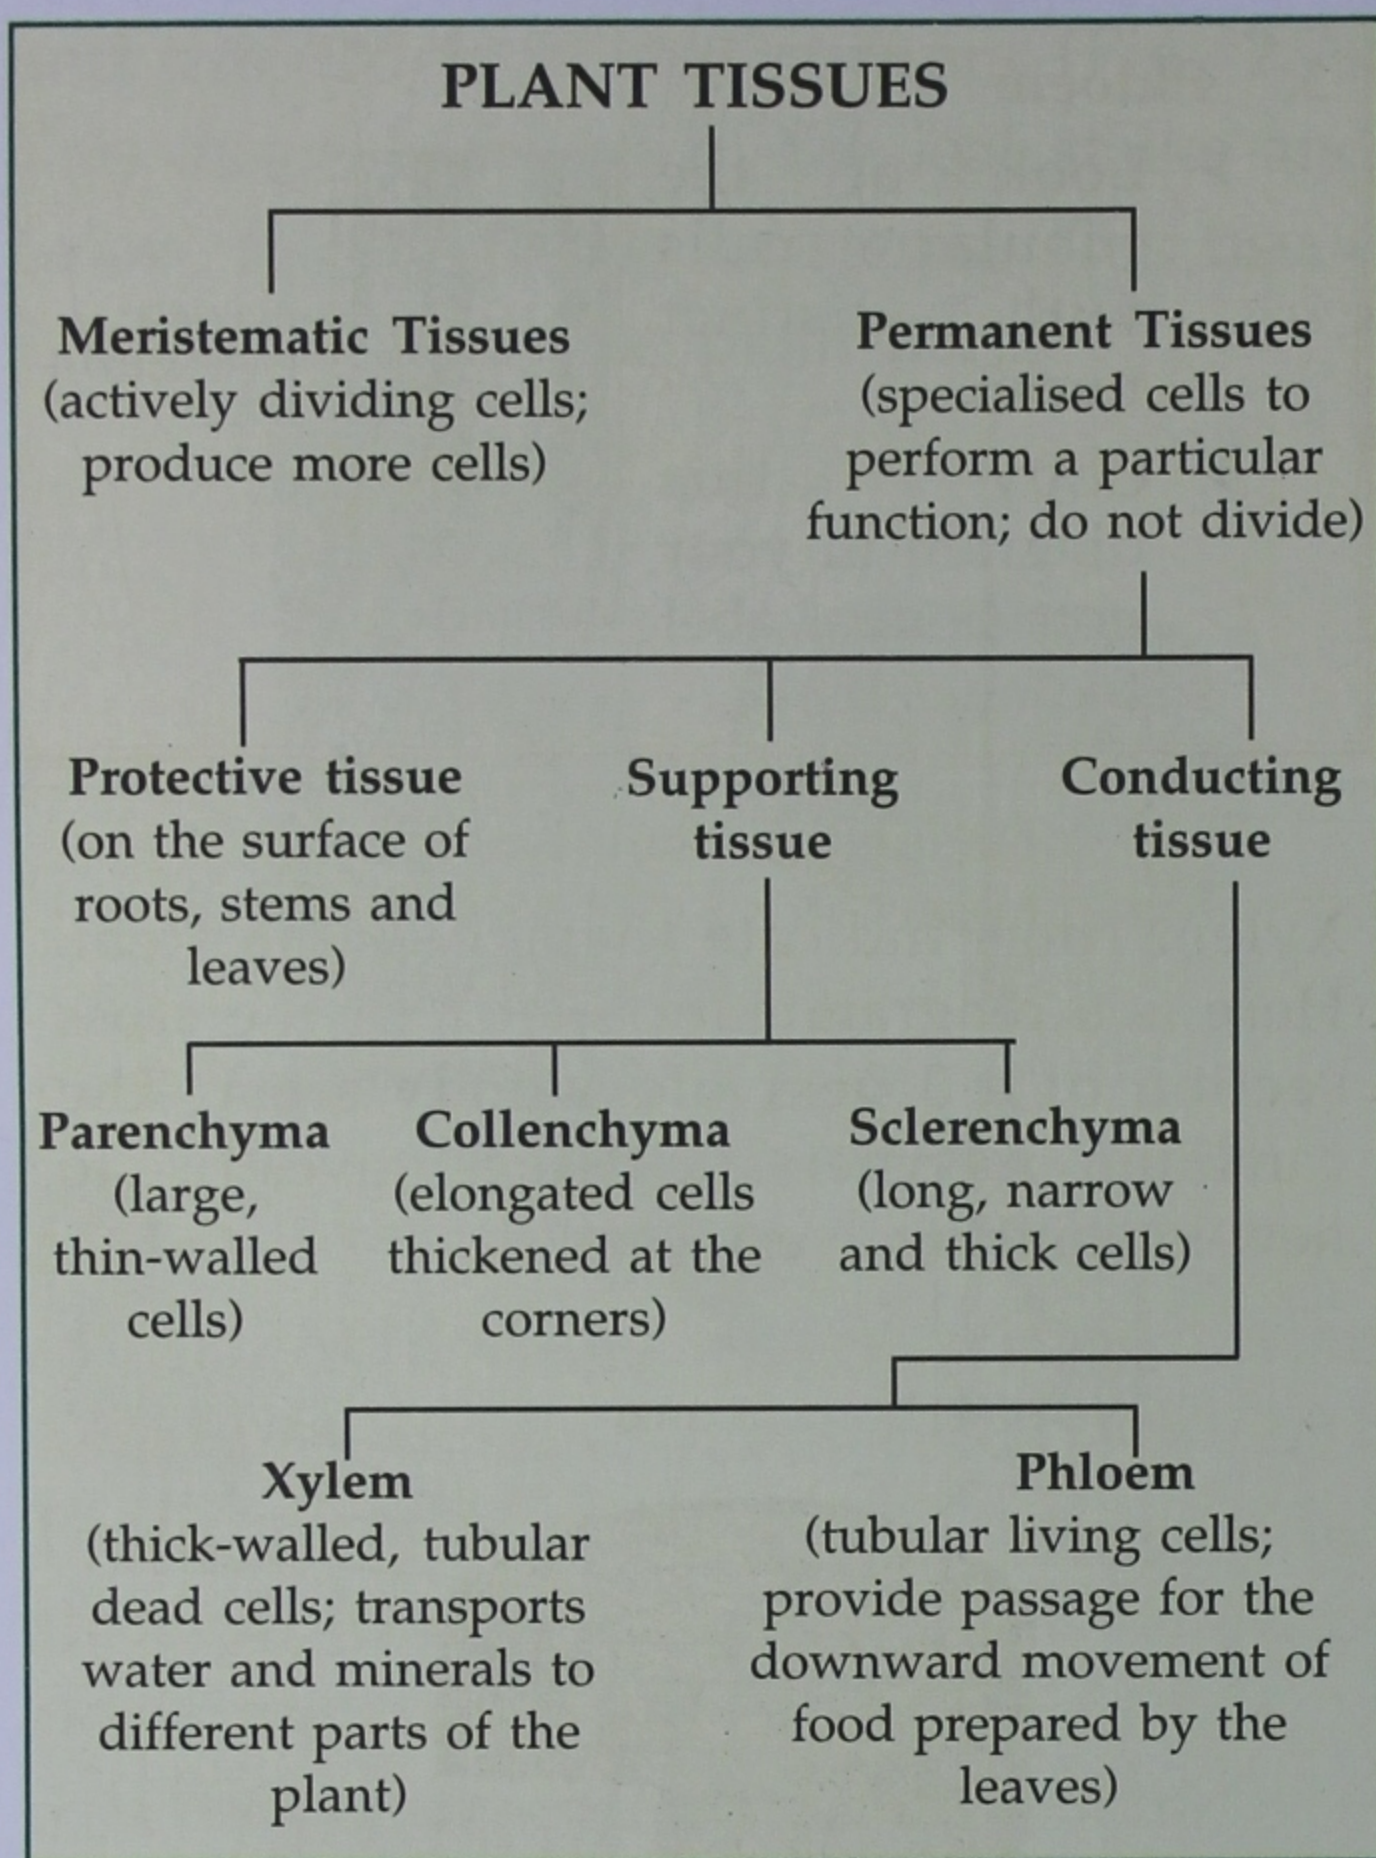 PLANT TISSUES
Meristematic Tissues
(actively dividing cells;
produce more cells)
Permanent Tissues
(specialised cells to
perform a particular
function; do not divide)
Protective tissue
(on the surface of
roots, stems and
leaves)
Supporting
tissue
Conducting
tissue
Parenchyma
(large,
thin-walled
cells)
Collenchyma
(elongated cells
thickened at the
corners)
Sclerenchyma
(long, narrow
and thick cells)
Xylem
(thick-walled, tubular
dead cells; transports
water and minerals to
different parts of the
plant)
Phloem
(tubular living cells;
provide passage for the
downward movement of
food prepared by the
leaves)